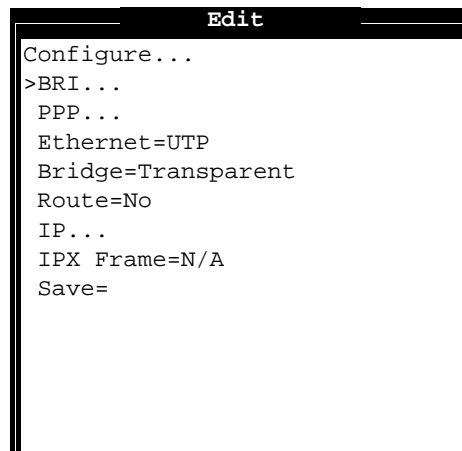 Edit
Configure...
>BRI...
PPP...
Ethernet=UTP
Bridge=Transparent
Route=No
IP...
IPX Frame=N/A
Save=